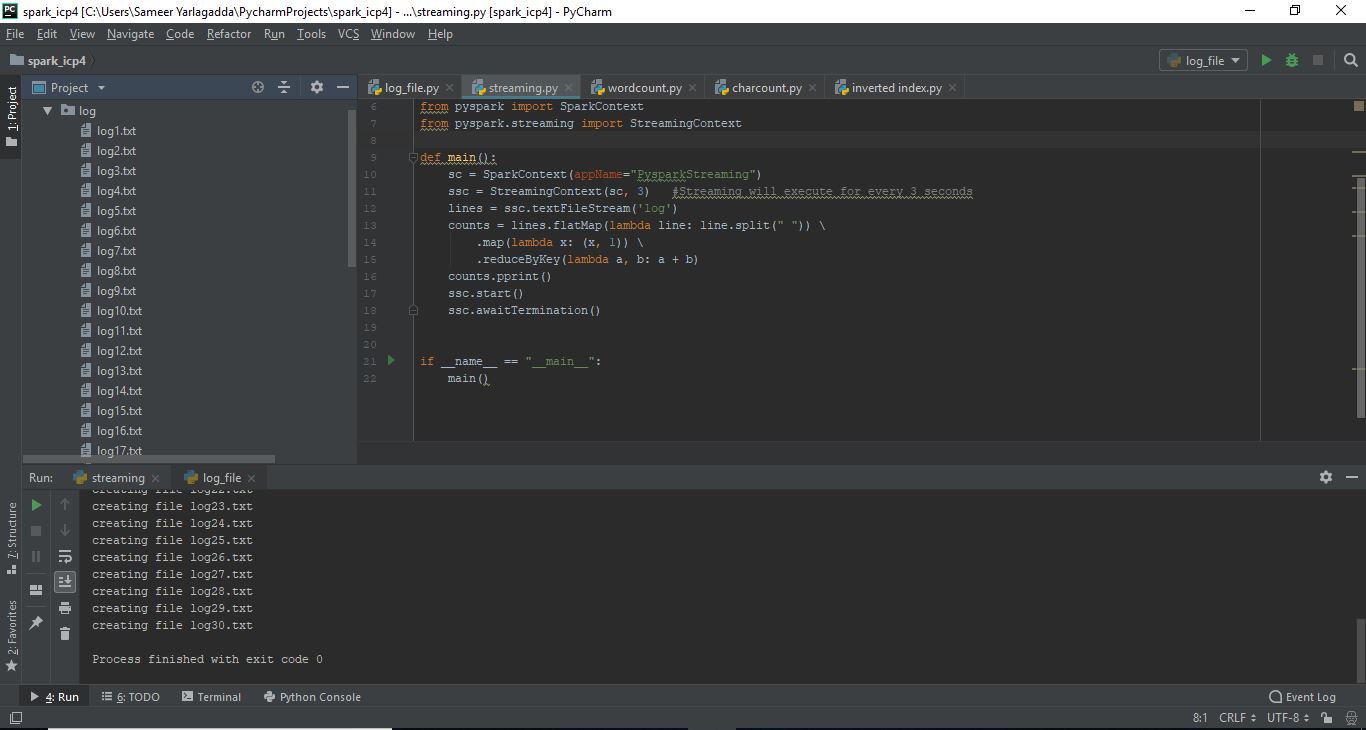 spark_icp4 [C:\Users\Sameer Yarlagadda\PycharmProjects\spark_icp4] - ...\streaming.py [spark_icp4] - PyCharm
File Edit View Navigate Code Refactor Run Tools VCS Window Help
spark_icp4
log_file
1: Project
Project
log_file.py
streaming.py
wordcount.py
charcount.py
inverted index.py
log
log1.txt
log2.txt
log3.txt
log4.txt
log5.txt
log6.txt
log7.txt
log8.txt
log9.txt
log10.txt
log11.txt
log12.txt
log13.txt
log14.txt
log15.txt
log16.txt
log17.txt
6 from pyspark import SparkContext
7 from pyspark.streaming import StreamingContext
8
9 def main():
10 sc = SparkContext(appName="PysparkStreaming")
11 ssc = StreamingContext(sc, 3) #Streaming will execute for every 3 seconds
12 lines = ssc.textFileStream('log')
13 counts = lines.flatMap(lambda line: line.split(" ")) \
14 .map(lambda x: (x, 1)) \
15 .reduceByKey(lambda a, b: a + b)
16 counts.pprint()
17 ssc.start()
18 ssc.awaitTermination()
19
20
21 if __name__ == "__main__":
22 main()
Run: streaming log_file
creating file log22.txt
creating file log23.txt
creating file log24.txt
creating file log25.txt
creating file log26.txt
creating file log27.txt
creating file log28.txt
creating file log29.txt
creating file log30.txt
Process finished with exit code 0
7: Structure
2: Favorites
4: Run 6: TODO Terminal Python Console Event Log
8:1 CRLF UTF-8